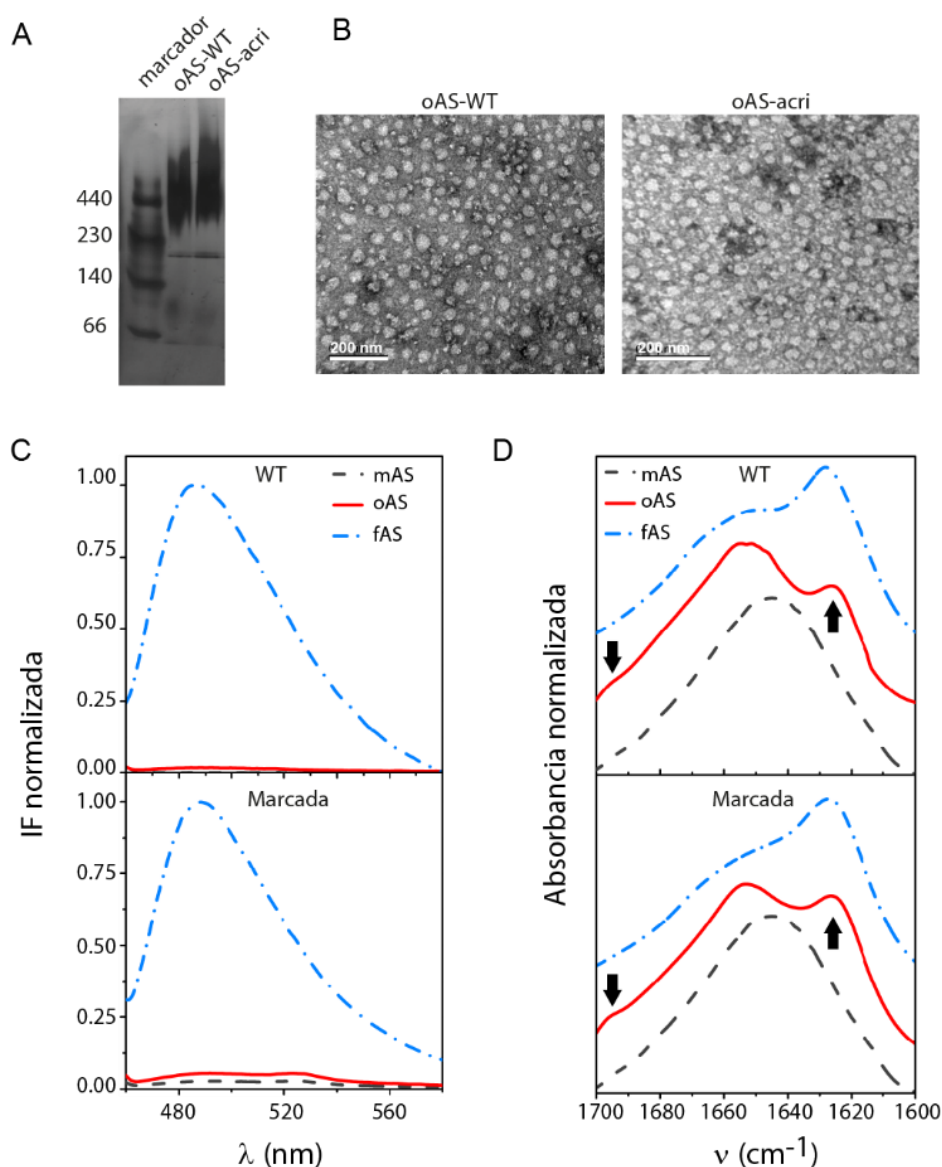 A
marcador
oAS-WT
oAS-acri
440
230
140
66
B
oAS-WT
oAS-acri
200 nm
200 nm
C
WT
mAS
oAS
fAS
1.00
0.75
0.50
0.25
0.00
Marcada
1.00
0.75
0.50
0.25
0.00
IF normalizada
480
520
560
λ (nm)
D
mAS
WT
oAS
fAS
Marcada
Absorbancia normalizada
1700
1680
1660
1640
1620
1600
ν (cm⁻¹)